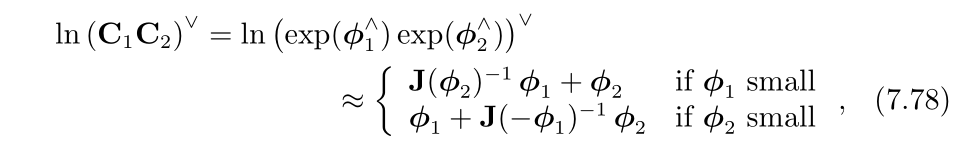 ln (C₁C₂)^∨ = ln (exp(ϕ₁^∧) exp(ϕ₂^∧))^∨
≈ { J(ϕ₂)⁻¹ ϕ₁ + ϕ₂ if ϕ₁ small
ϕ₁ + J(−ϕ₁)⁻¹ ϕ₂ if ϕ₂ small , (7.78)